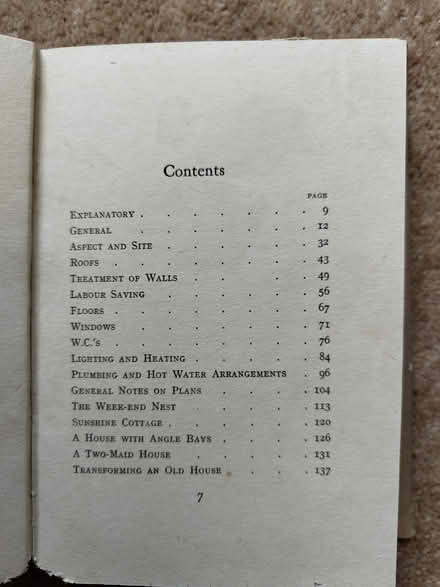 Contents
PAGE
EXPLANATORY . . . . . . . 9
GENERAL . . . . . . . 12
ASPECT AND SITE . . . . . . 32
ROOFS . . . . . . . . 43
TREATMENT OF WALLS . . . . . 49
LABOUR SAVING . . . . . . 56
FLOORS . . . . . . . . 67
WINDOWS . . . . . . . 71
W.C.'S . . . . . . . 76
LIGHTING AND HEATING . . . . . 84
PLUMBING AND HOT WATER ARRANGEMENTS . 96
GENERAL NOTES ON PLANS . . . . 104
THE WEEK-END NEST . . . . . 113
SUNSHINE COTTAGE . . . . . . 120
A HOUSE WITH ANGLE BAYS . . . . 126
A TWO-MAID HOUSE . . . . . 131
TRANSFORMING AN OLD HOUSE . . . . 137
7